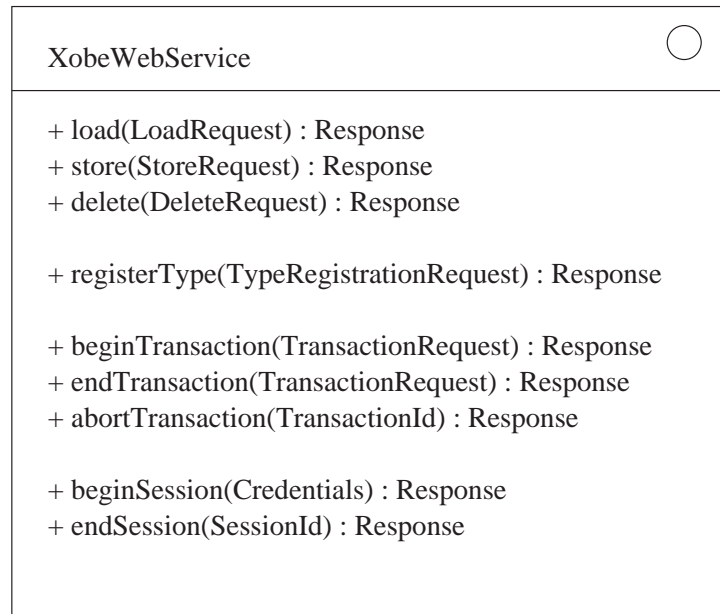 XobeWebService
+ load(LoadRequest) : Response
+ store(StoreRequest) : Response
+ delete(DeleteRequest) : Response
+ registerType(TypeRegistrationRequest) : Response
+ beginTransaction(TransactionRequest) : Response
+ endTransaction(TransactionRequest) : Response
+ abortTransaction(TransactionId) : Response
+ beginSession(Credentials) : Response
+ endSession(SessionId) : Response